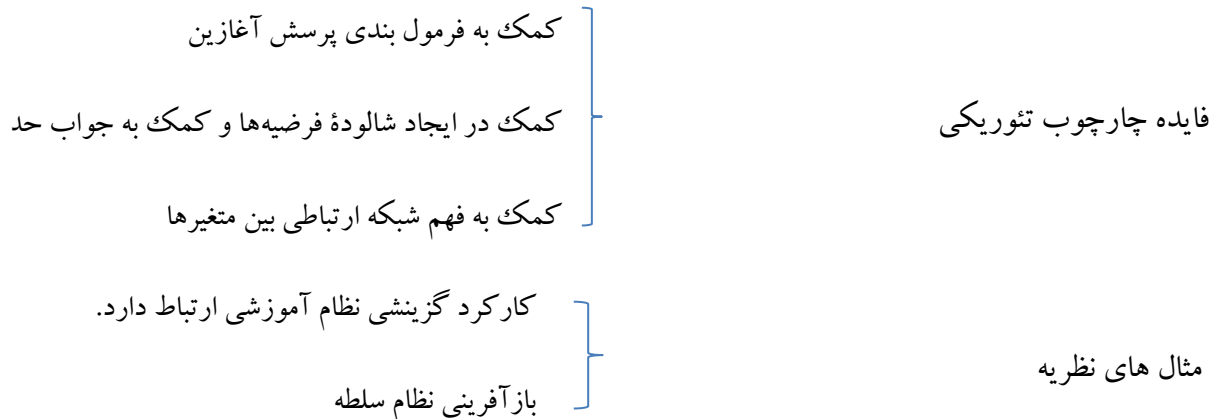 فایده چارچوب تئوریکی
کمک به فرمول بندی پرسش آغازین
کمک در ایجاد شالودهٔ فرضیه‌ها و کمک به جواب حد
کمک به فهم شبکه ارتباطی بین متغیرها
مثال های نظریه
کارکرد گزینشی نظام آموزشی ارتباط دارد.
بازآفرینی نظام سلطه